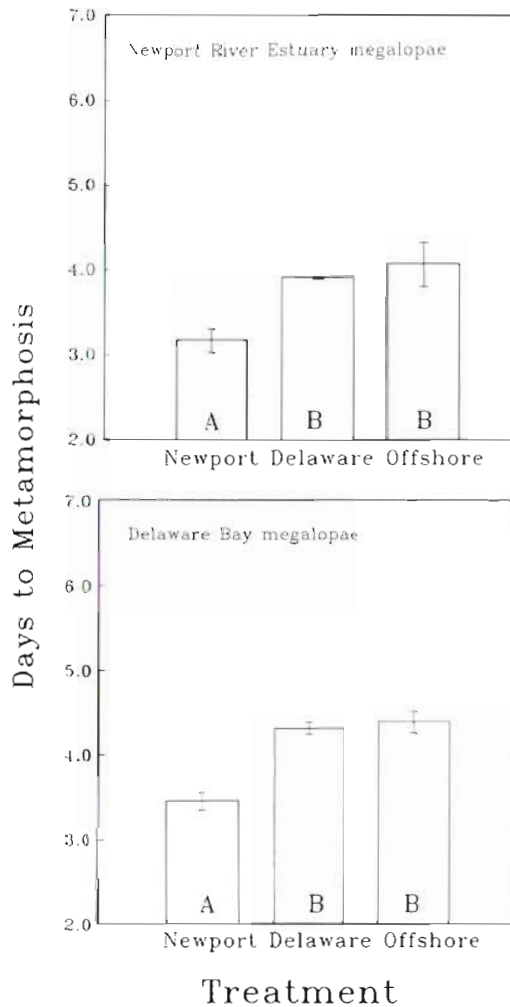 7.0
Newport River Estuary megalopae
6.0
5.0
4.0
3.0
2.0
A
B
B
Newport Delaware Offshore
Days to Metamorphosis
7.0
Delaware Bay megalopae
6.0
5.0
4.0
3.0
2.0
A
B
B
Newport Delaware Offshore
Treatment